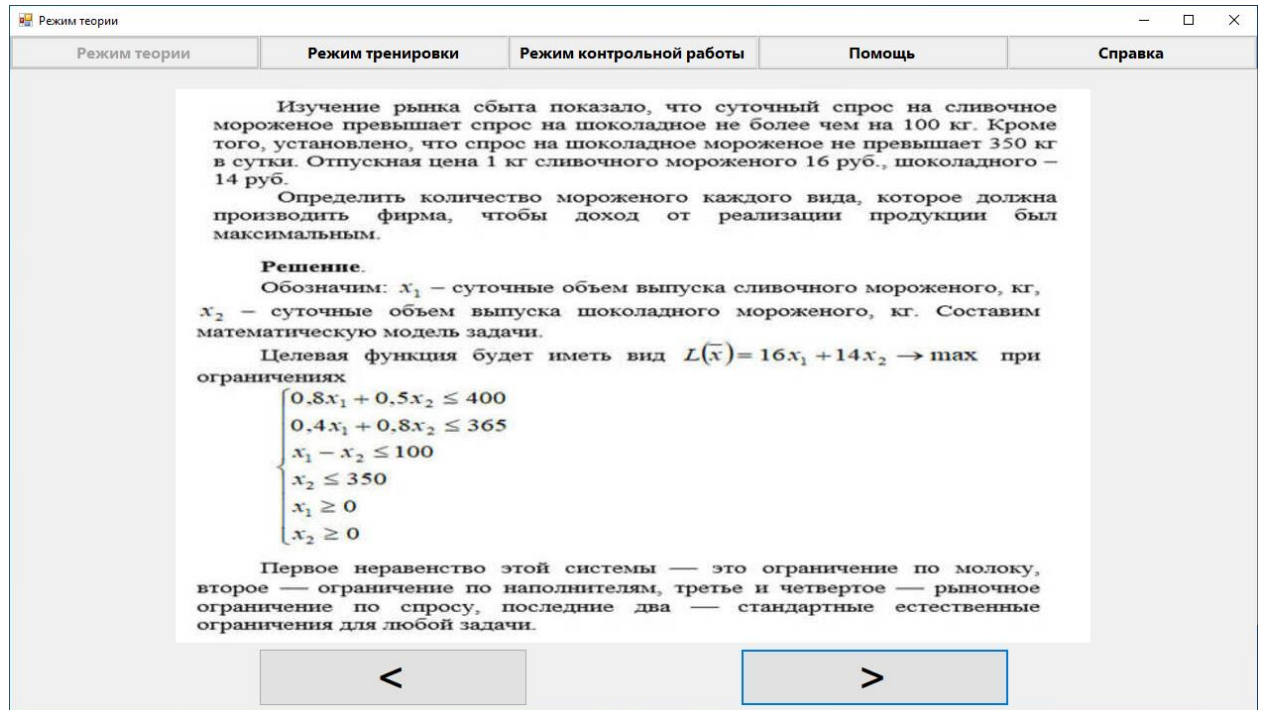 Режим теории
Режим теории Режим тренировки Режим контрольной работы Помощь Справка
Изучение рынка сбыта показало, что суточный спрос на сливочное
мороженое превышает спрос на шоколадное не более чем на 100 кг. Кроме
того, установлено, что спрос на шоколадное мороженое не превышает 350 кг
в сутки. Отпускная цена 1 кг сливочного мороженого 16 руб., шоколадного –
14 руб.
Определить количество мороженого каждого вида, которое должна
производить фирма, чтобы доход от реализации продукции был
максимальным.
Решение.
Обозначим: x₁ – суточные объем выпуска сливочного мороженого, кг,
x₂ – суточные объем выпуска шоколадного мороженого, кг. Составим
математическую модель задачи.
Целевая функция будет иметь вид L(x̅)= 16x₁ +14x₂ → max при
ограничениях
0,8x₁ + 0,5x₂ ≤ 400
0,4x₁ + 0,8x₂ ≤ 365
x₁ − x₂ ≤ 100
x₂ ≤ 350
x₁ ≥ 0
x₂ ≥ 0
Первое неравенство этой системы — это ограничение по молоку,
второе — ограничение по наполнителям, третье и четвертое — рыночное
ограничение по спросу, последние два — стандартные естественные
ограничения для любой задачи.
< >